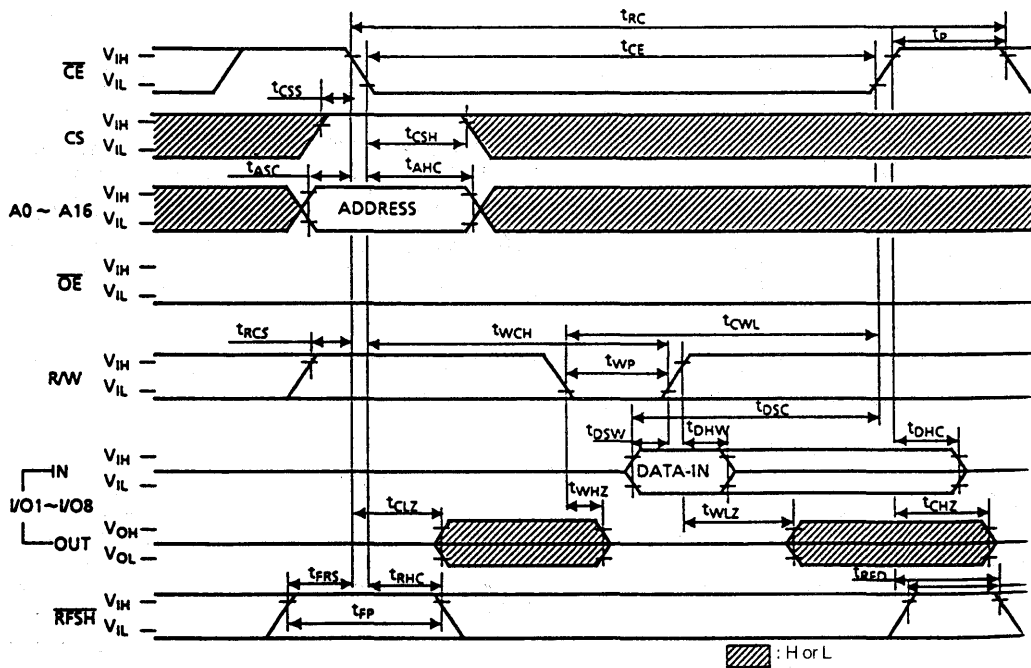 tRC
tP
CE
VIH
VIL
tCE
tCSS
CS
VIH
VIL
tCSH
tASC
tAHC
A0 ~ A16
VIH
VIL
ADDRESS
OE
VIH
VIL
tRCS
tWCH
tCWL
R/W
VIH
VIL
tWP
tDSC
tDSW
tDHW
tDHC
IN
VIH
VIL
DATA-IN
I/O1~I/O8
tCLZ
tWHZ
tWLZ
tCHZ
OUT
VOH
VOL
tFRS
tRHC
tRFD
RFSH
VIH
VIL
tFP
: H or L